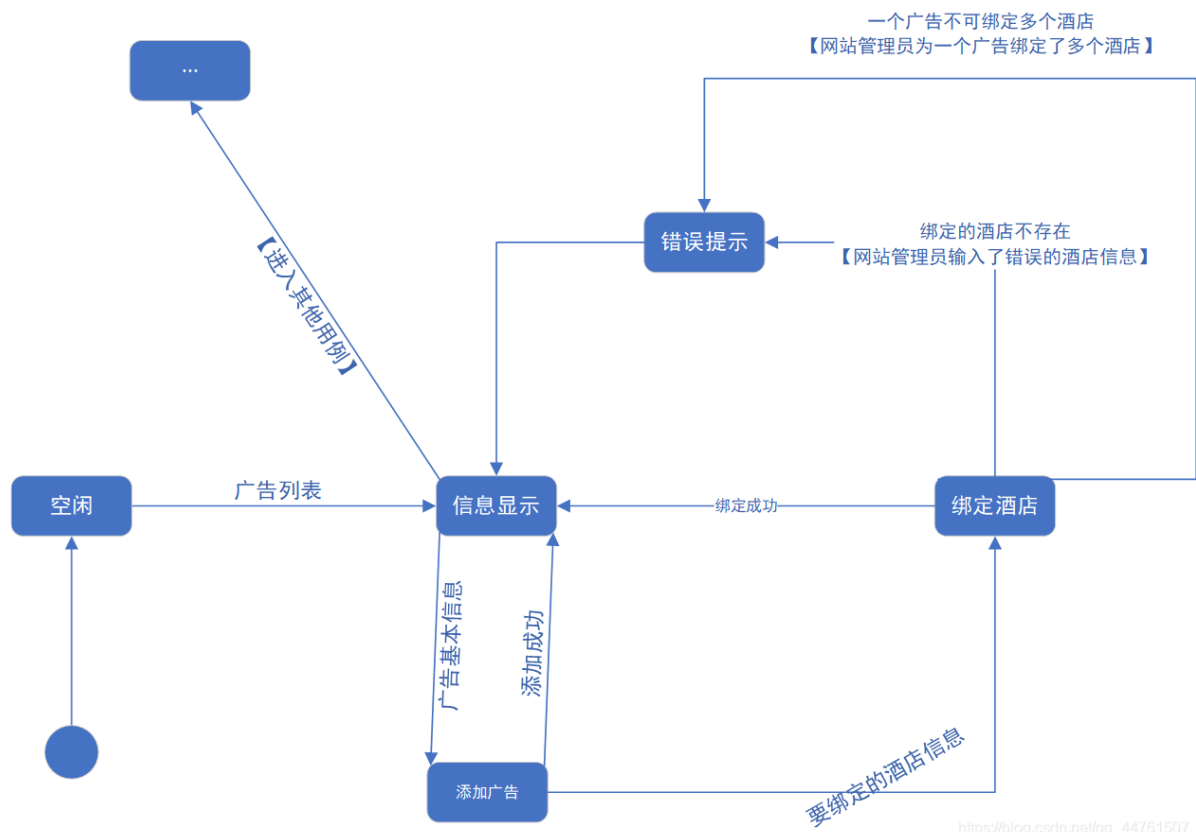 一个广告不可绑定多个酒店
【网站管理员为一个广告绑定了多个酒店】
...
错误提示
绑定的酒店不存在
【网站管理员输入了错误的酒店信息】
【进入其他用例】
空闲
广告列表
信息显示
绑定成功
绑定酒店
广告基本信息
添加成功
添加广告
要绑定的酒店信息
https://blog.csdn.net/qq_44761507